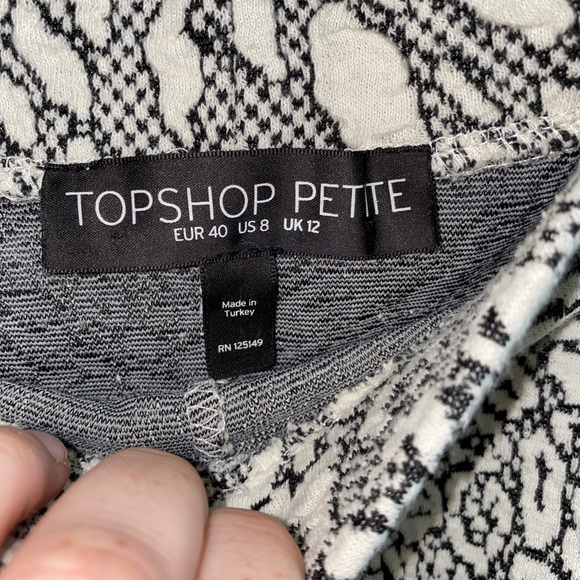 TOPSHOP PETITE
EUR 40 US 8 UK 12
Made in
Turkey
RN 125149